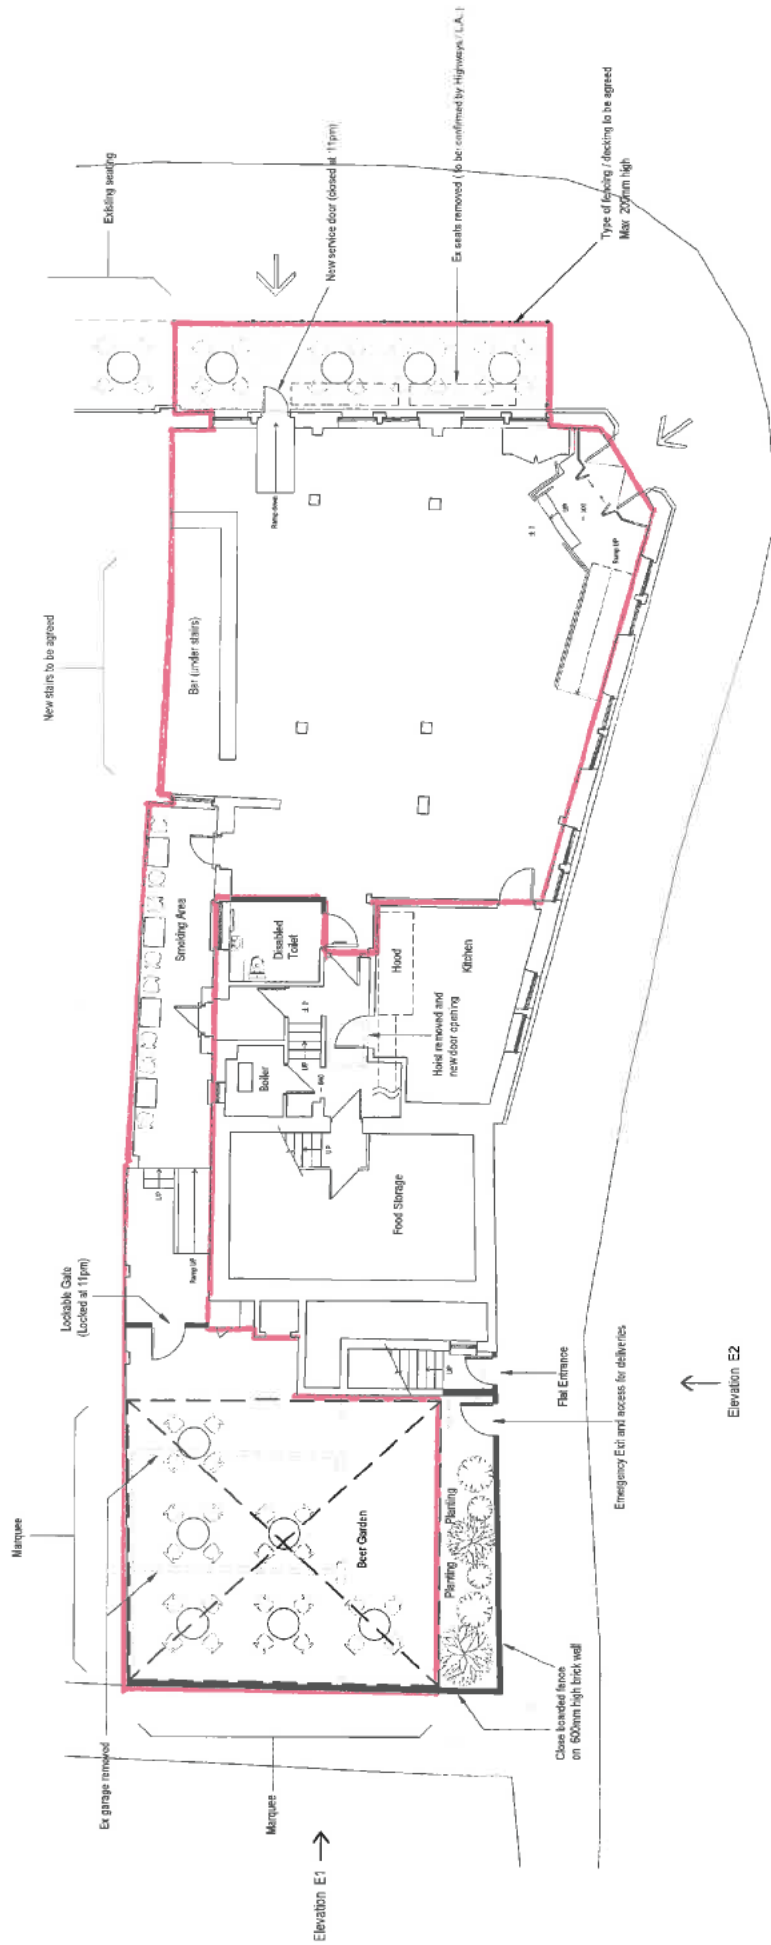 Existing seating
New service door (closed at 11pm)
Ex seats removed ( to be confirmed by Highways / L.A. )
Type of fencing / decking to be agreed
Max 200mm high
New stairs to be agreed
Bar (under stairs)
Ramp down
UP
Ramp UP
Smoking Area
Disabled
Toilet
Hood
Kitchen
Hoist removed and
new door opening
Boiler
UP
UP
Food Storage
UP
Ramp UP
Lockable Gate
(Locked at 11pm)
UP
Flat Entrance
Emergency Exit and access for deliveries
Elevation E2
Marquee
Beer Garden
Planting
Planting
Ex garage removed
Marquee
Close boarded fence
on 600mm high brick wall
Elevation E1